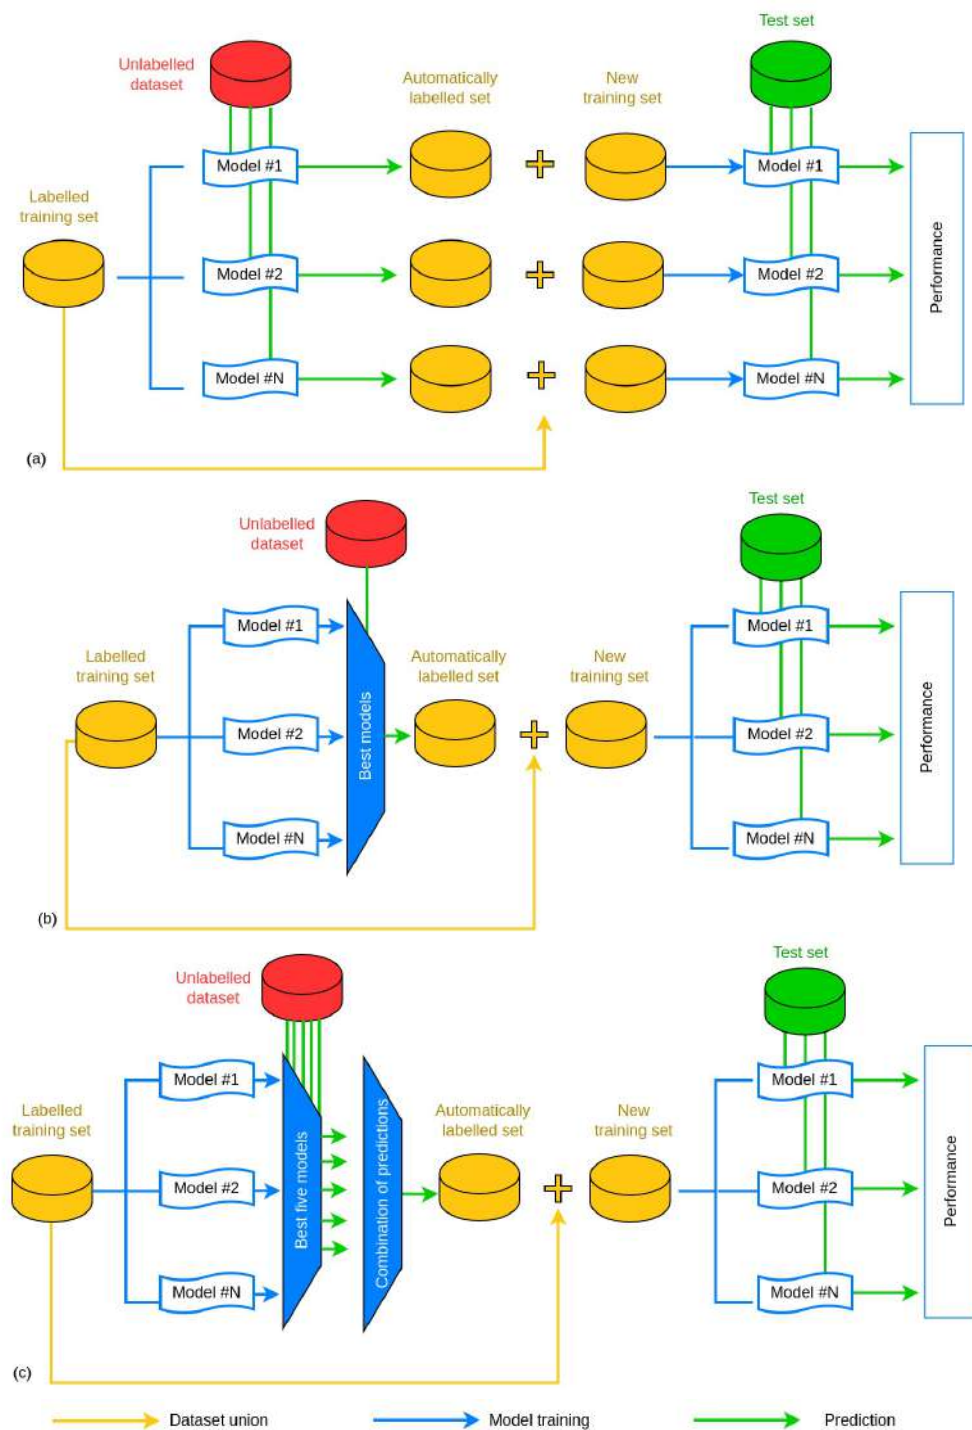 Test set
Unlabelled
dataset
Automatically
labelled set
New
training set
Model #1
Model #1
Labelled
training set
Model #2
Model #2
Performance
Model #N
Model #N
(a)
Test set
Unlabelled
dataset
Model #1
Model #1
Labelled
training set
Automatically
labelled set
New
training set
Model #2
Best models
Model #2
Performance
Model #N
Model #N
(b)
Test set
Unlabelled
dataset
Model #1
Model #1
Labelled
training set
Automatically
labelled set
New
training set
Model #2
Best five models
Combination of predictions
Model #2
Performance
Model #N
Model #N
(c)
Dataset union
Model training
Prediction